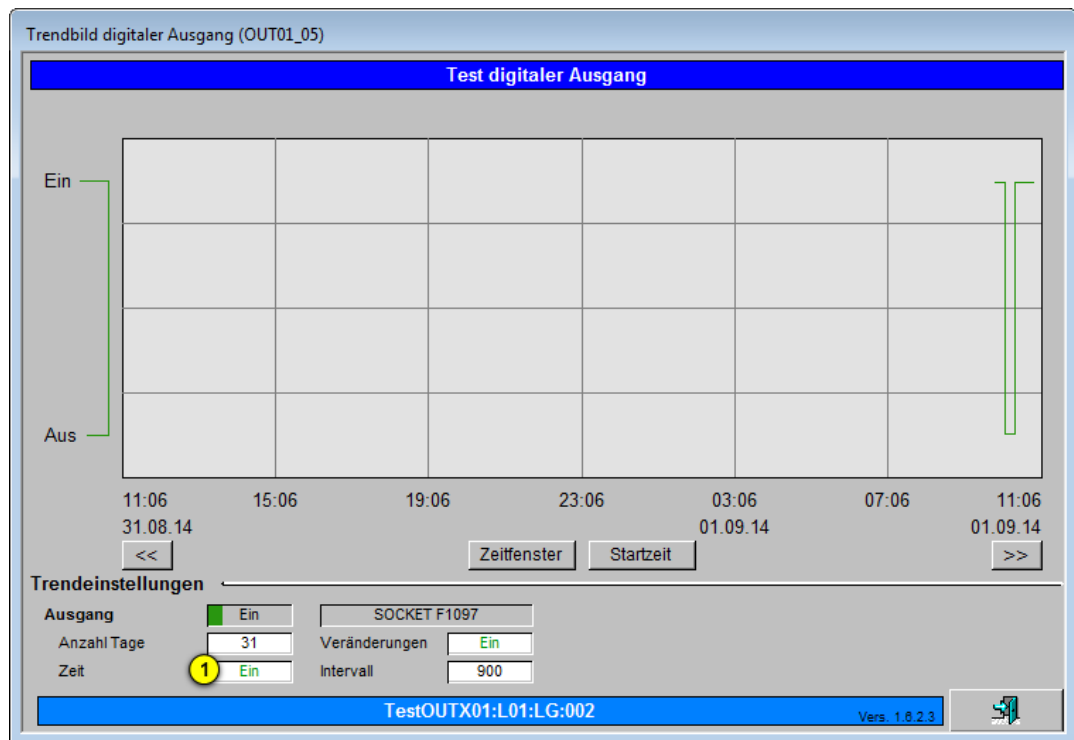 Trendbild digitaler Ausgang (OUT01_05)
Test digitaler Ausgang
Ein
Aus
11:06 15:06 19:06 23:06 03:06 07:06 11:06
31.08.14 01.09.14 01.09.14
<< Zeitfenster Startzeit >>
Trendeinstellungen
Ausgang Ein SOCKET F1097
Anzahl Tage 31 Veränderungen Ein
Zeit 1 Ein Intervall 900
TestOUTX01:L01:LG:002 Vers. 1.6.2.3